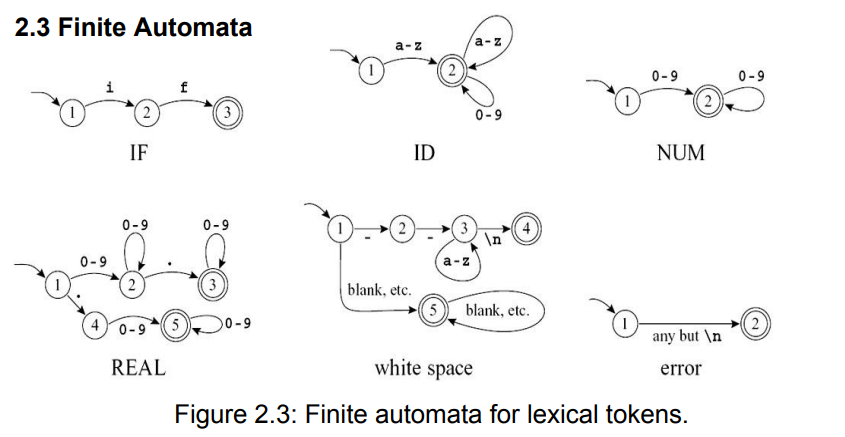 2.3 Finite Automata
i f
1 2 3
IF
a-z a-z
1 2
0-9
ID
0-9 0-9
1 2
NUM
0-9 0-9
0-9 .
1 2 3
.
4 0-9 5 0-9
REAL
1 - 2 - 3 \n 4
a-z
blank, etc.
5 blank, etc.
white space
1 2
any but \n
error
Figure 2.3: Finite automata for lexical tokens.